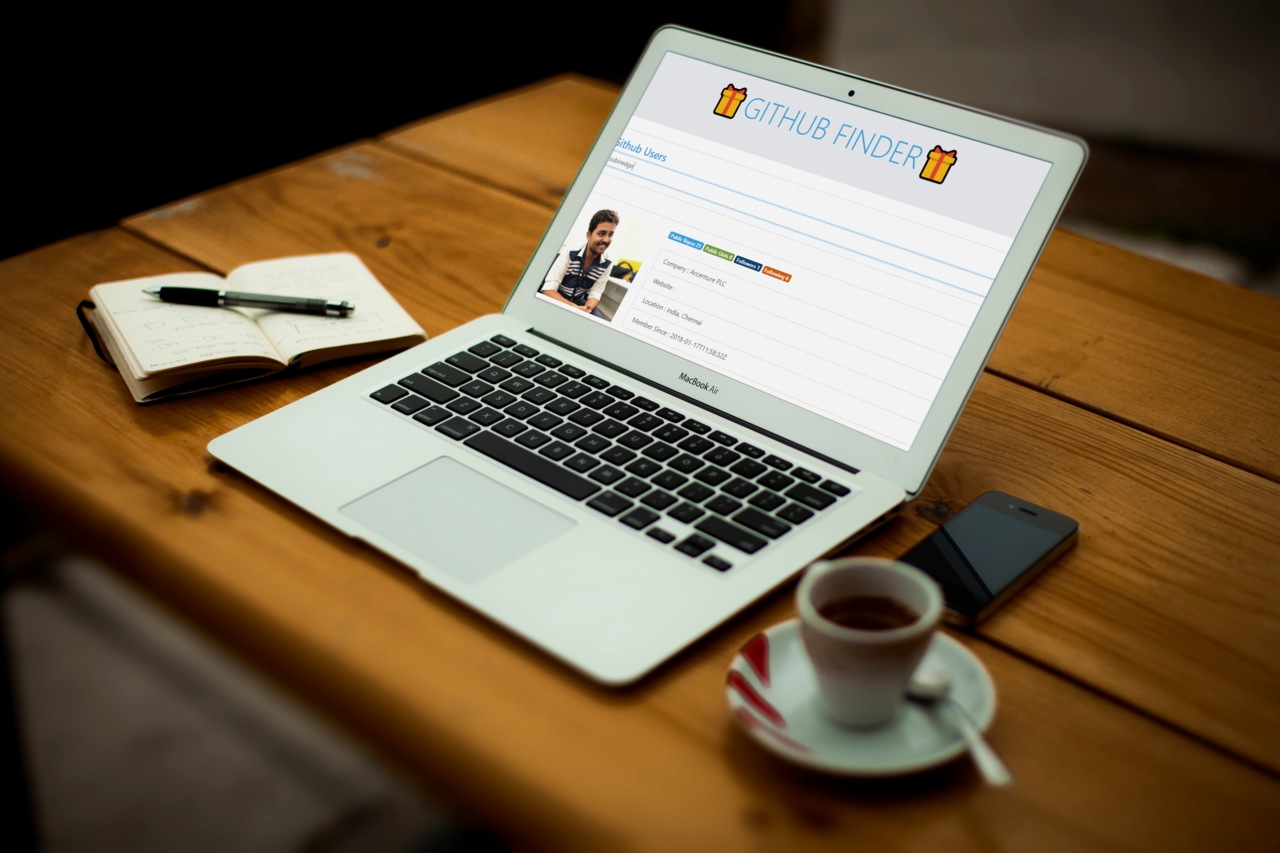 🎁GITHUB FINDER🎁
Github Users
subinedge
Public Repos 25 Public Gists 0 Followers 1 Following 6
Company : Accenture PLC
Website :
Location : India, Chennai
Member Since : 2018-01-17T11:58:32Z
MacBook Air